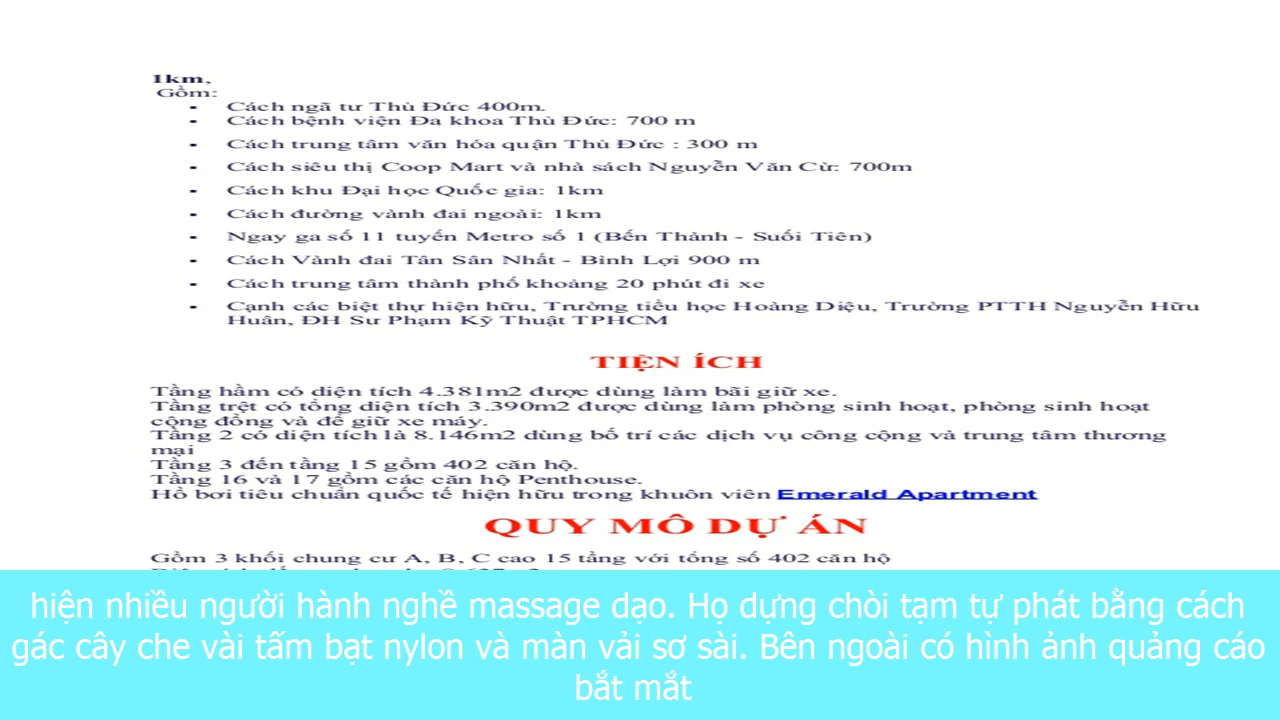 1km,
Gồm:
Cách ngã tư Thủ Đức 400m.
Cách bệnh viện Đa khoa Thủ Đức: 700 m
Cách trung tâm văn hóa quận Thủ Đức : 300 m
Cách siêu thị Coop Mart và nhà sách Nguyễn Văn Cừ: 700m
Cách khu Đại học Quốc gia: 1km
Cách đường vành đai ngoài: 1km
Ngay ga số 11 tuyến Metro số 1 (Bến Thành - Suối Tiên)
Cách Vành đai Tân Sân Nhất - Bình Lợi 900 m
Cách trung tâm thành phố khoảng 20 phút đi xe
Cạnh các biệt thự hiện hữu, Trường tiểu học Hoàng Diệu, Trường PTTH Nguyễn Hữu
Huân, ĐH Sư Phạm Kỹ Thuật TPHCM
TIỆN ÍCH
Tầng hầm có diện tích 4.381m2 được dùng làm bãi giữ xe.
Tầng trệt có tổng diện tích 3.390m2 được dùng làm phòng sinh hoạt, phòng sinh hoạt
cộng đồng và để giữ xe máy.
Tầng 2 có diện tích là 8.146m2 dùng bố trí các dịch vụ công cộng và trung tâm thương
mại
Tầng 3 đến tầng 15 gồm 402 căn hộ.
Tầng 16 và 17 gồm các căn hộ Penthouse.
Hồ bơi tiêu chuẩn quốc tế hiện hữu trong khuôn viên Emerald Apartment
QUY MÔ DỰ ÁN
Gồm 3 khối chung cư A, B, C cao 15 tầng với tổng số 402 căn hộ
hiện nhiều người hành nghề massage dạo. Họ dựng chòi tạm tự phát bằng cách
gác cây che vài tấm bạt nylon và màn vải sơ sài. Bên ngoài có hình ảnh quảng cáo
bắt mắt